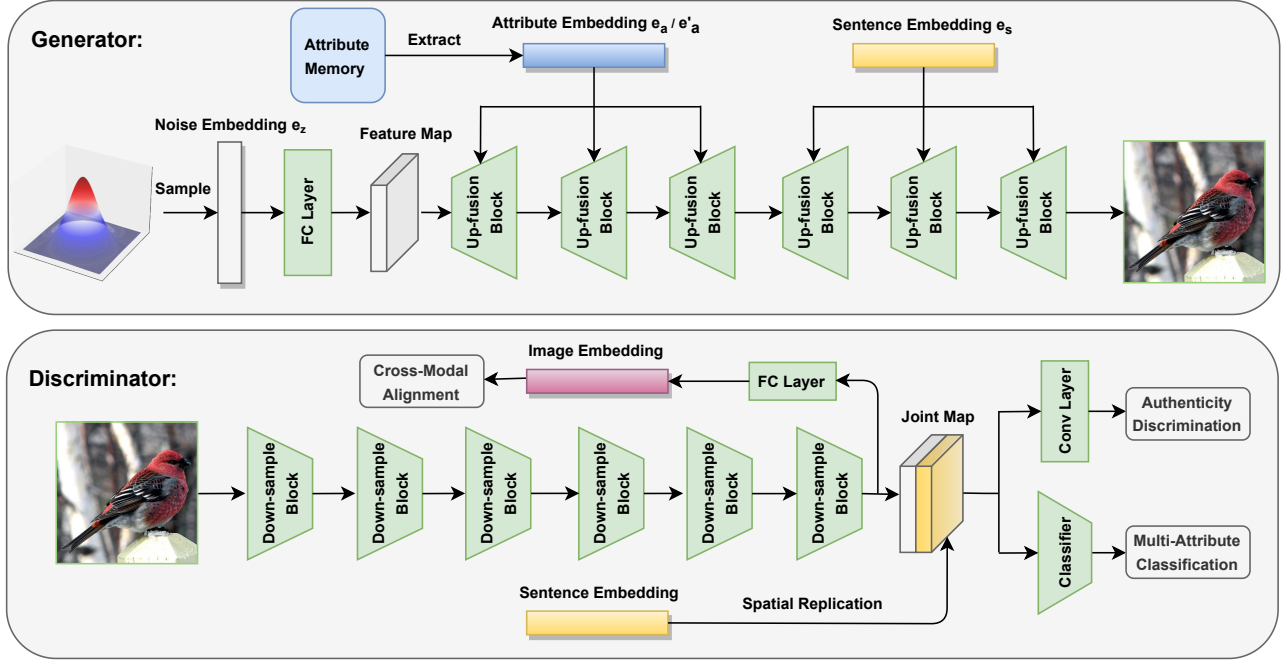 Generator:
Attribute
Memory
Extract
Attribute Embedding e_a / e'_a
Sentence Embedding e_s
Noise Embedding e_z
Feature Map
Sample
FC Layer
Up-fusion
Block
Up-fusion
Block
Up-fusion
Block
Up-fusion
Block
Up-fusion
Block
Up-fusion
Block
Discriminator:
Cross-Modal
Alignment
Image Embedding
FC Layer
Joint Map
Conv Layer
Authenticity
Discrimination
Down-sample
Block
Down-sample
Block
Down-sample
Block
Down-sample
Block
Down-sample
Block
Down-sample
Block
Classifier
Multi-Attribute
Classification
Sentence Embedding
Spatial Replication